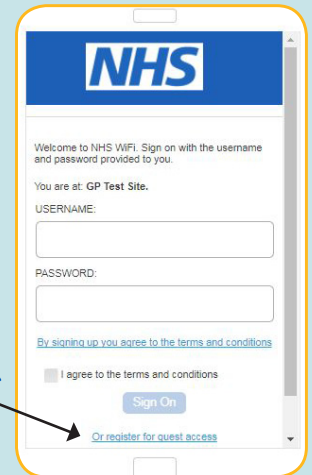 NHS
Welcome to NHS WiFi. Sign on with the username
and password provided to you.
You are at: GP Test Site.
USERNAME:
PASSWORD:
By signing up you agree to the terms and conditions
I agree to the terms and conditions
Sign On
Or register for guest access